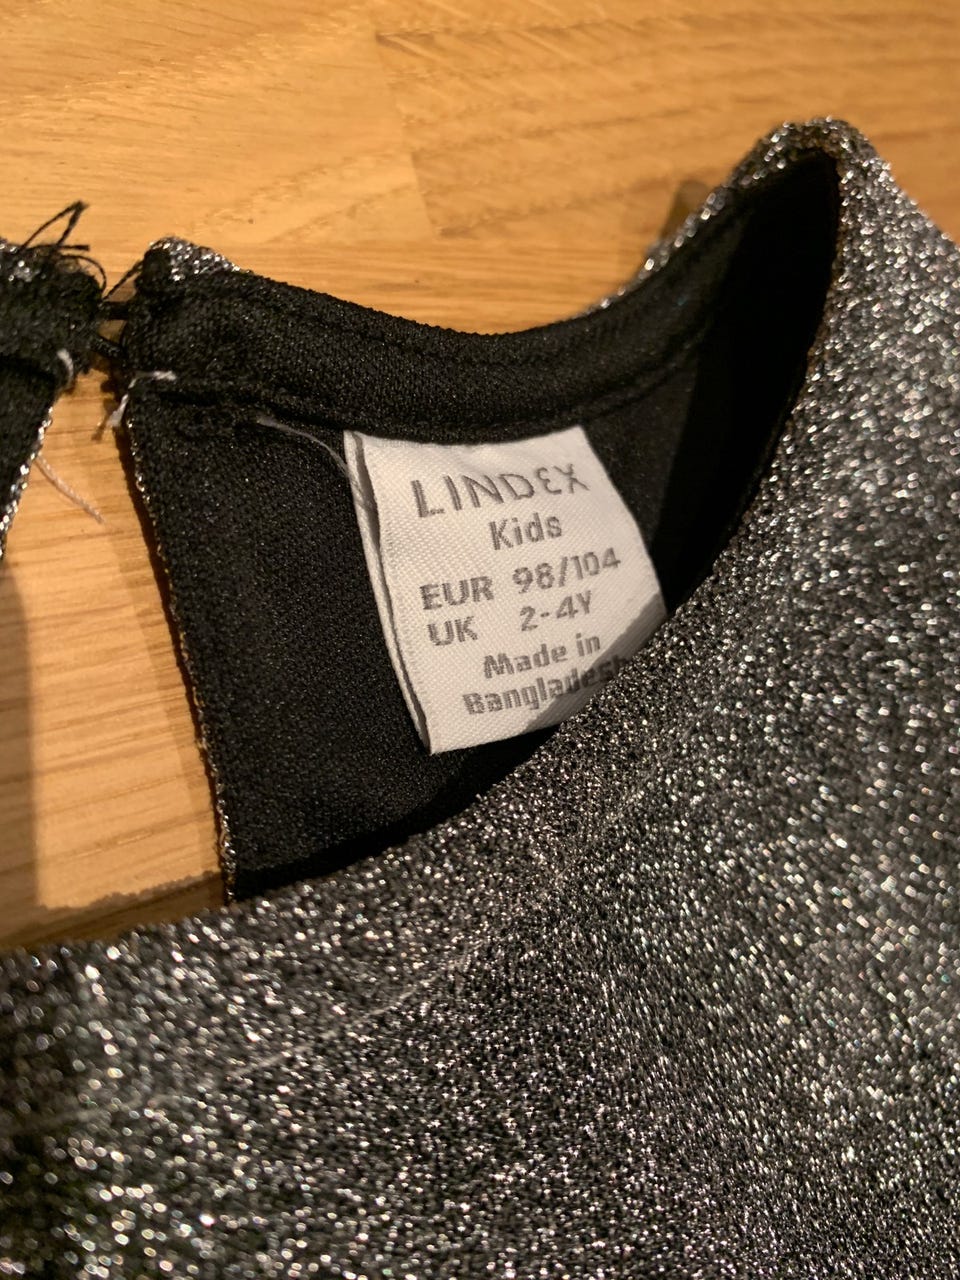 LINDEX
Kids
EUR 98/104
UK 2-4Y
Made in
Bangladesh